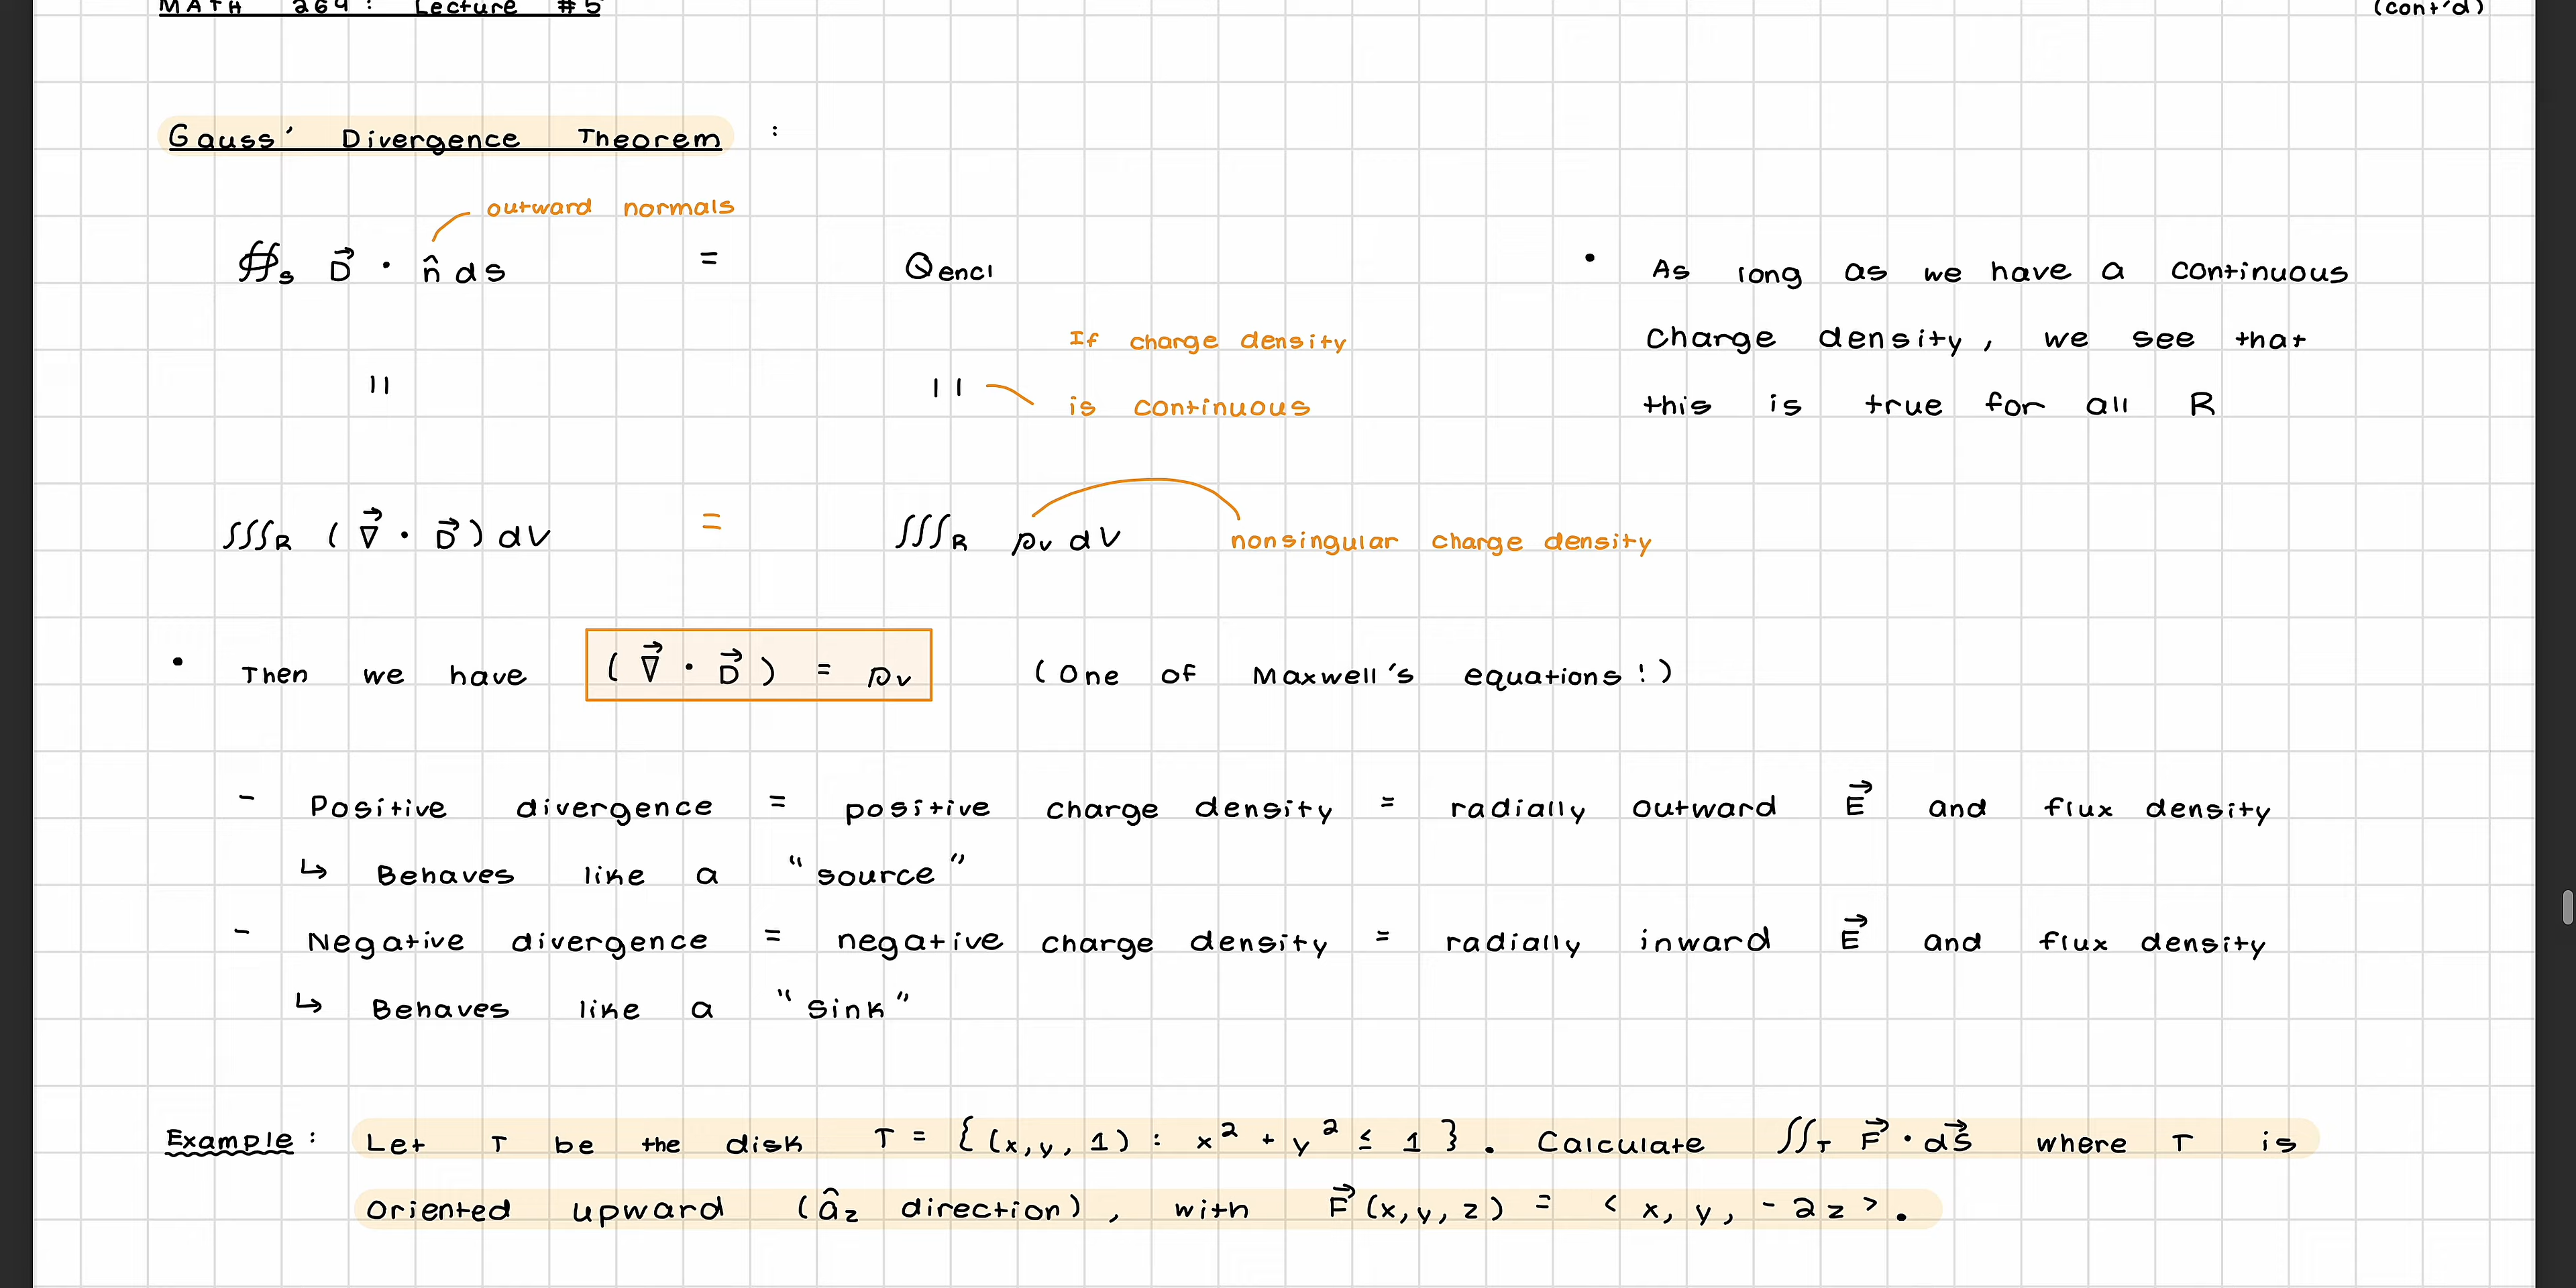 MATH 264: Lecture #5 (cont'd)
Gauss' Divergence Theorem :
outward normals
∯s D⃗ · n̂ ds = Qencl
• As long as we have a continuous
charge density, we see that
this is true for all R
If charge density
|| || is continuous
∭R (∇⃗ · D⃗) dV = ∭R ρv dV
nonsingular charge density
• Then we have (∇⃗ · D⃗) = ρv (One of Maxwell's equations!)
- Positive divergence = positive charge density = radially outward E⃗ and flux density
↳ Behaves like a "source"
- Negative divergence = negative charge density = radially inward E⃗ and flux density
↳ Behaves like a "sink"
Example: Let T be the disk T = {(x,y,1) : x² + y² ≤ 1}. Calculate ∬T F⃗ · dS⃗ where T is
oriented upward (âz direction), with F⃗(x,y,z) = <x, y, -2z>.